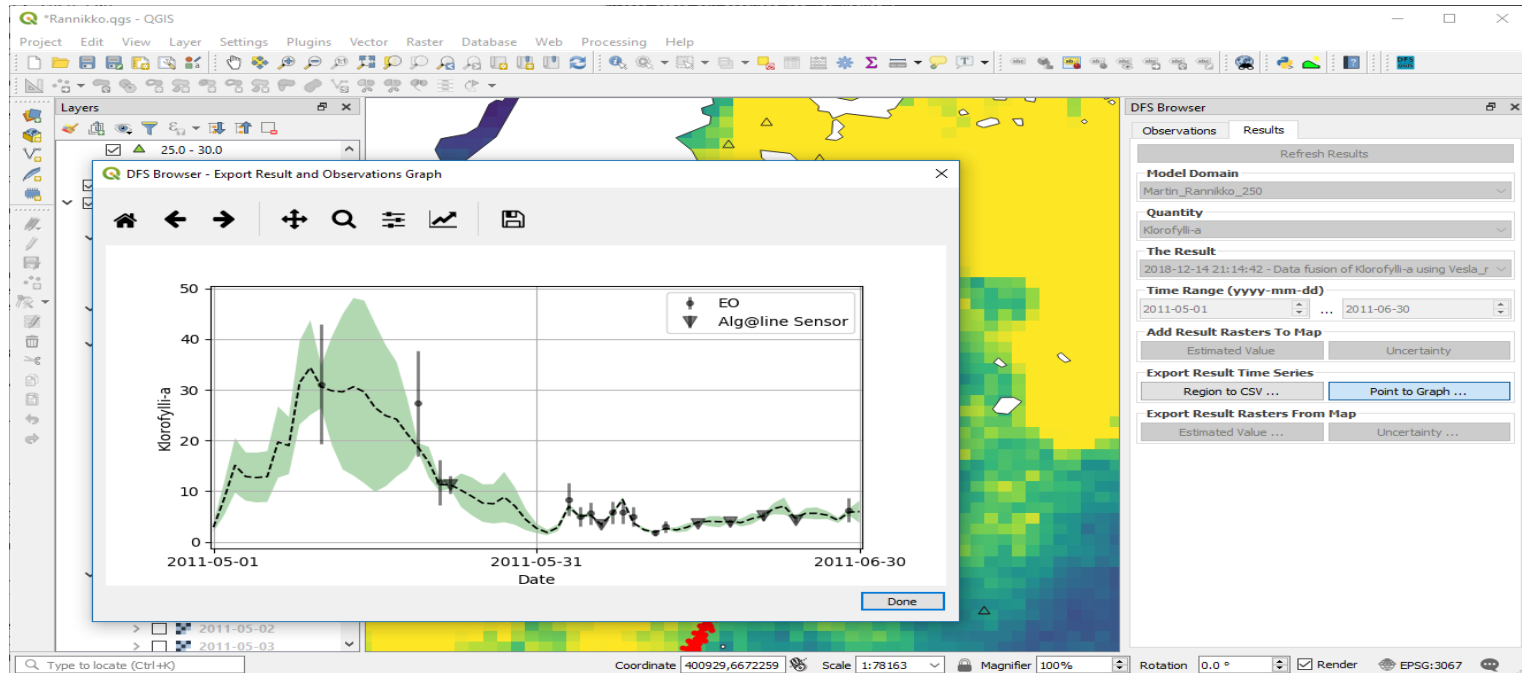 *Rannikko.qgs - QGIS
Project Edit View Layer Settings Plugins Vector Raster Database Web Processing Help
Layers
25.0 - 30.0
DFS Browser - Export Result and Observations Graph
Klorofylli-a
50
40
30
20
10
0
EO
Alg@line Sensor
2011-05-01 2011-05-31 2011-06-30
Date
Done
2011-05-02
2011-05-03
DFS Browser
Observations Results
Refresh Results
Model Domain
Martin_Rannikko_250
Quantity
Klorofylli-a
The Result
2018-12-14 21:14:42 - Data fusion of Klorofylli-a using Vesla_r
Time Range (yyyy-mm-dd)
2011-05-01 ... 2011-06-30
Add Result Rasters To Map
Estimated Value Uncertainty
Export Result Time Series
Region to CSV ... Point to Graph ...
Export Result Rasters From Map
Estimated Value ... Uncertainty ...
Type to locate (Ctrl+K) Coordinate 400929,6672259 Scale 1:78163 Magnifier 100% Rotation 0.0 ° Render EPSG:3067